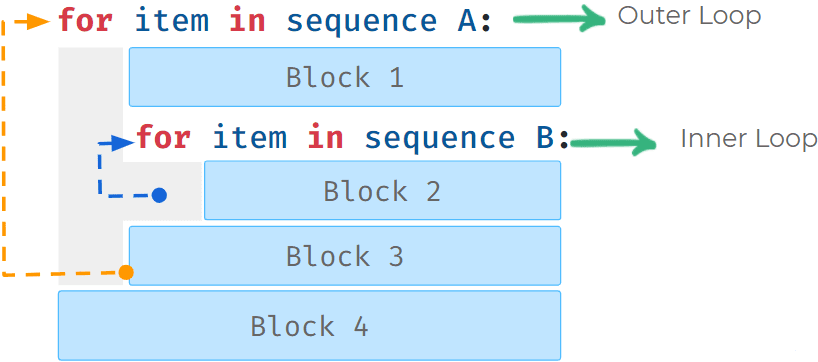 for item in sequence A: Outer Loop
Block 1
for item in sequence B: Inner Loop
Block 2
Block 3
Block 4